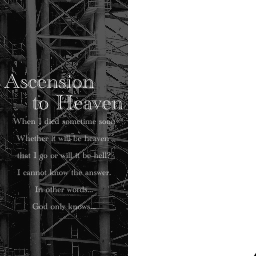 Ascension
to Heaven
When I died sometime soon
Whether it will be heaven
that I go or will it be hell?
I cannot know the answer.
In other words...
God only knows...